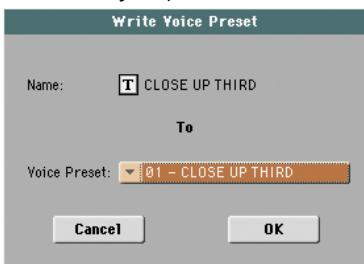 Write Voice Preset
Name: T CLOSE UP THIRD
To
Voice Preset: 01 - CLOSE UP THIRD
Cancel OK